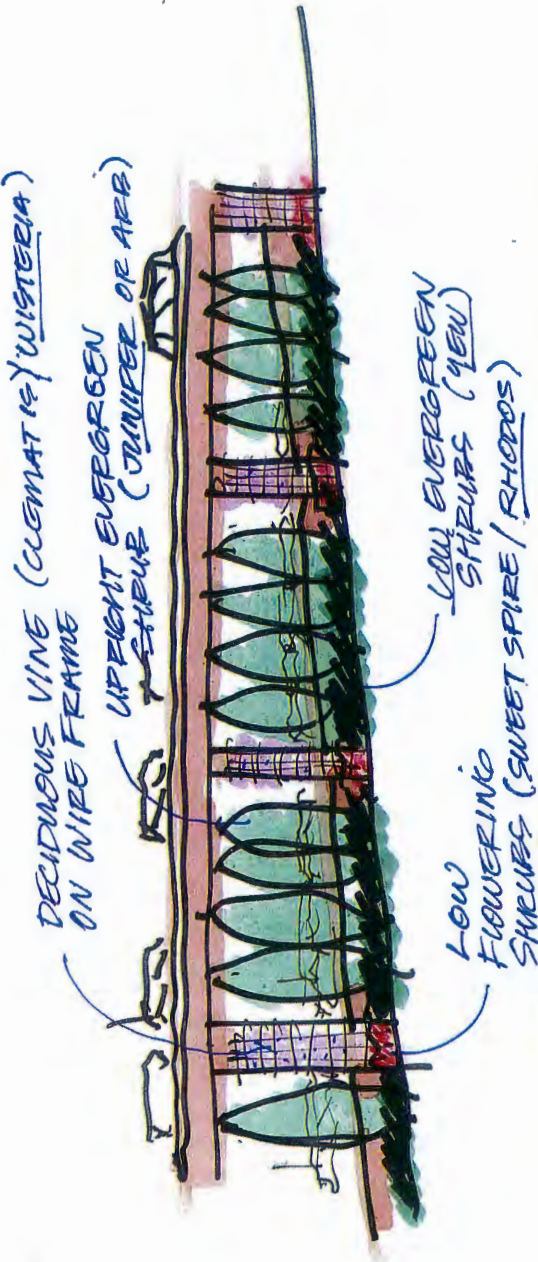 DECIDUOUS VINE (CLEMATIS) WISTERIA)
ON WIRE FRAME
UPRIGHT EVERGREEN
SHRUB (JUNIPER OR ARB)
LOW EVERGREEN
SHRUBS (YEW)
LOW
FLOWERING
SHRUBS (SWEET SPIRE / RHODOS)